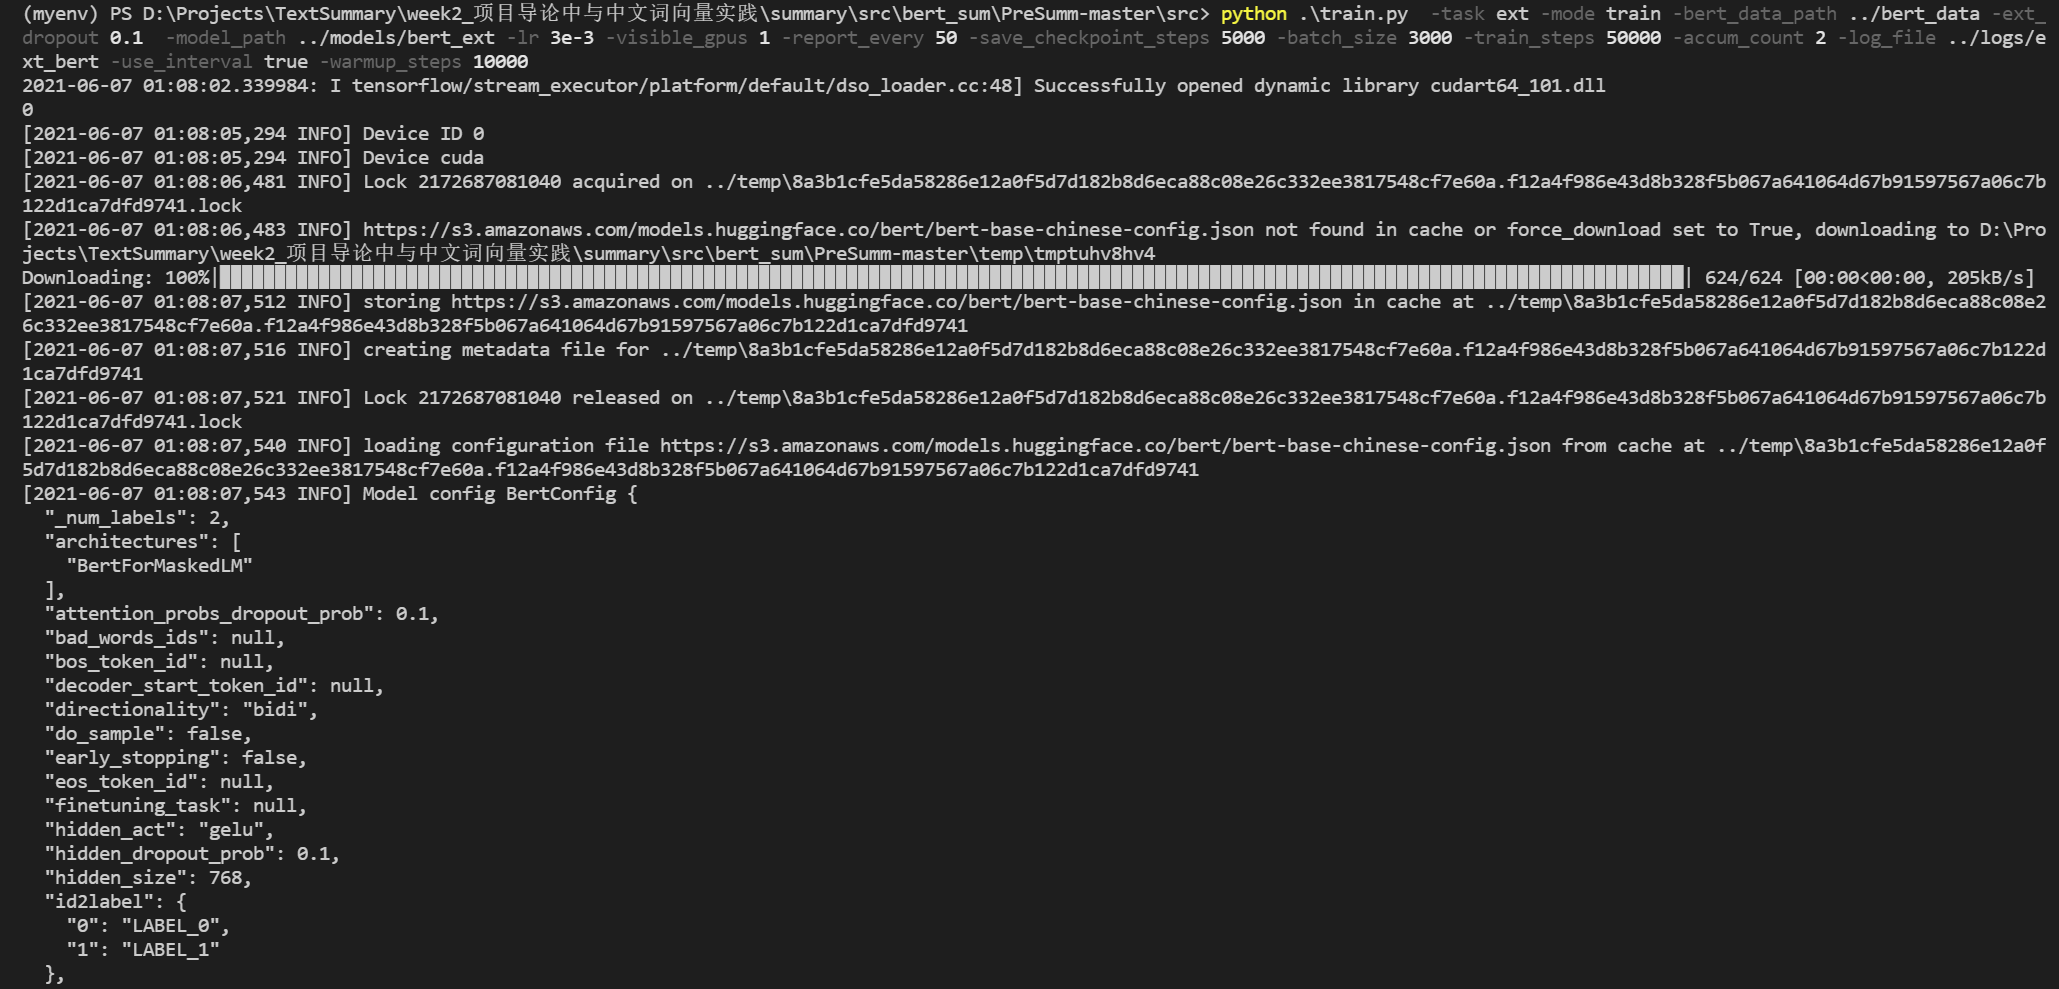 (myenv) PS D:\Projects\TextSummary\week2_项目导论中与中文词向量实践\summary\src\bert_sum\PreSumm-master\src> python .\train.py  -task ext -mode train -bert_data_path ../bert_data -ext_
dropout 0.1  -model_path ../models/bert_ext -lr 3e-3 -visible_gpus 1 -report_every 50 -save_checkpoint_steps 5000 -batch_size 3000 -train_steps 50000 -accum_count 2 -log_file ../logs/e
xt_bert -use_interval true -warmup_steps 10000
2021-06-07 01:08:02.339984: I tensorflow/stream_executor/platform/default/dso_loader.cc:48] Successfully opened dynamic library cudart64_101.dll
0
[2021-06-07 01:08:05,294 INFO] Device ID 0
[2021-06-07 01:08:05,294 INFO] Device cuda
[2021-06-07 01:08:06,481 INFO] Lock 2172687081040 acquired on ../temp\8a3b1cfe5da58286e12a0f5d7d182b8d6eca88c08e26c332ee3817548cf7e60a.f12a4f986e43d8b328f5b067a641064d67b91597567a06c7b
122d1ca7dfd9741.lock
[2021-06-07 01:08:06,483 INFO] https://s3.amazonaws.com/models.huggingface.co/bert/bert-base-chinese-config.json not found in cache or force_download set to True, downloading to D:\Pro
jects\TextSummary\week2_项目导论中与中文词向量实践\summary\src\bert_sum\PreSumm-master\temp\tmptuhv8hv4
Downloading: 100%|| 624/624 [00:00<00:00, 205kB/s]
[2021-06-07 01:08:07,512 INFO] storing https://s3.amazonaws.com/models.huggingface.co/bert/bert-base-chinese-config.json in cache at ../temp\8a3b1cfe5da58286e12a0f5d7d182b8d6eca88c08e2
6c332ee3817548cf7e60a.f12a4f986e43d8b328f5b067a641064d67b91597567a06c7b122d1ca7dfd9741
[2021-06-07 01:08:07,516 INFO] creating metadata file for ../temp\8a3b1cfe5da58286e12a0f5d7d182b8d6eca88c08e26c332ee3817548cf7e60a.f12a4f986e43d8b328f5b067a641064d67b91597567a06c7b122d
1ca7dfd9741
[2021-06-07 01:08:07,521 INFO] Lock 2172687081040 released on ../temp\8a3b1cfe5da58286e12a0f5d7d182b8d6eca88c08e26c332ee3817548cf7e60a.f12a4f986e43d8b328f5b067a641064d67b91597567a06c7b
122d1ca7dfd9741.lock
[2021-06-07 01:08:07,540 INFO] loading configuration file https://s3.amazonaws.com/models.huggingface.co/bert/bert-base-chinese-config.json from cache at ../temp\8a3b1cfe5da58286e12a0f
5d7d182b8d6eca88c08e26c332ee3817548cf7e60a.f12a4f986e43d8b328f5b067a641064d67b91597567a06c7b122d1ca7dfd9741
[2021-06-07 01:08:07,543 INFO] Model config BertConfig {
  "_num_labels": 2,
  "architectures": [
    "BertForMaskedLM"
  ],
  "attention_probs_dropout_prob": 0.1,
  "bad_words_ids": null,
  "bos_token_id": null,
  "decoder_start_token_id": null,
  "directionality": "bidi",
  "do_sample": false,
  "early_stopping": false,
  "eos_token_id": null,
  "finetuning_task": null,
  "hidden_act": "gelu",
  "hidden_dropout_prob": 0.1,
  "hidden_size": 768,
  "id2label": {
    "0": "LABEL_0",
    "1": "LABEL_1"
  },